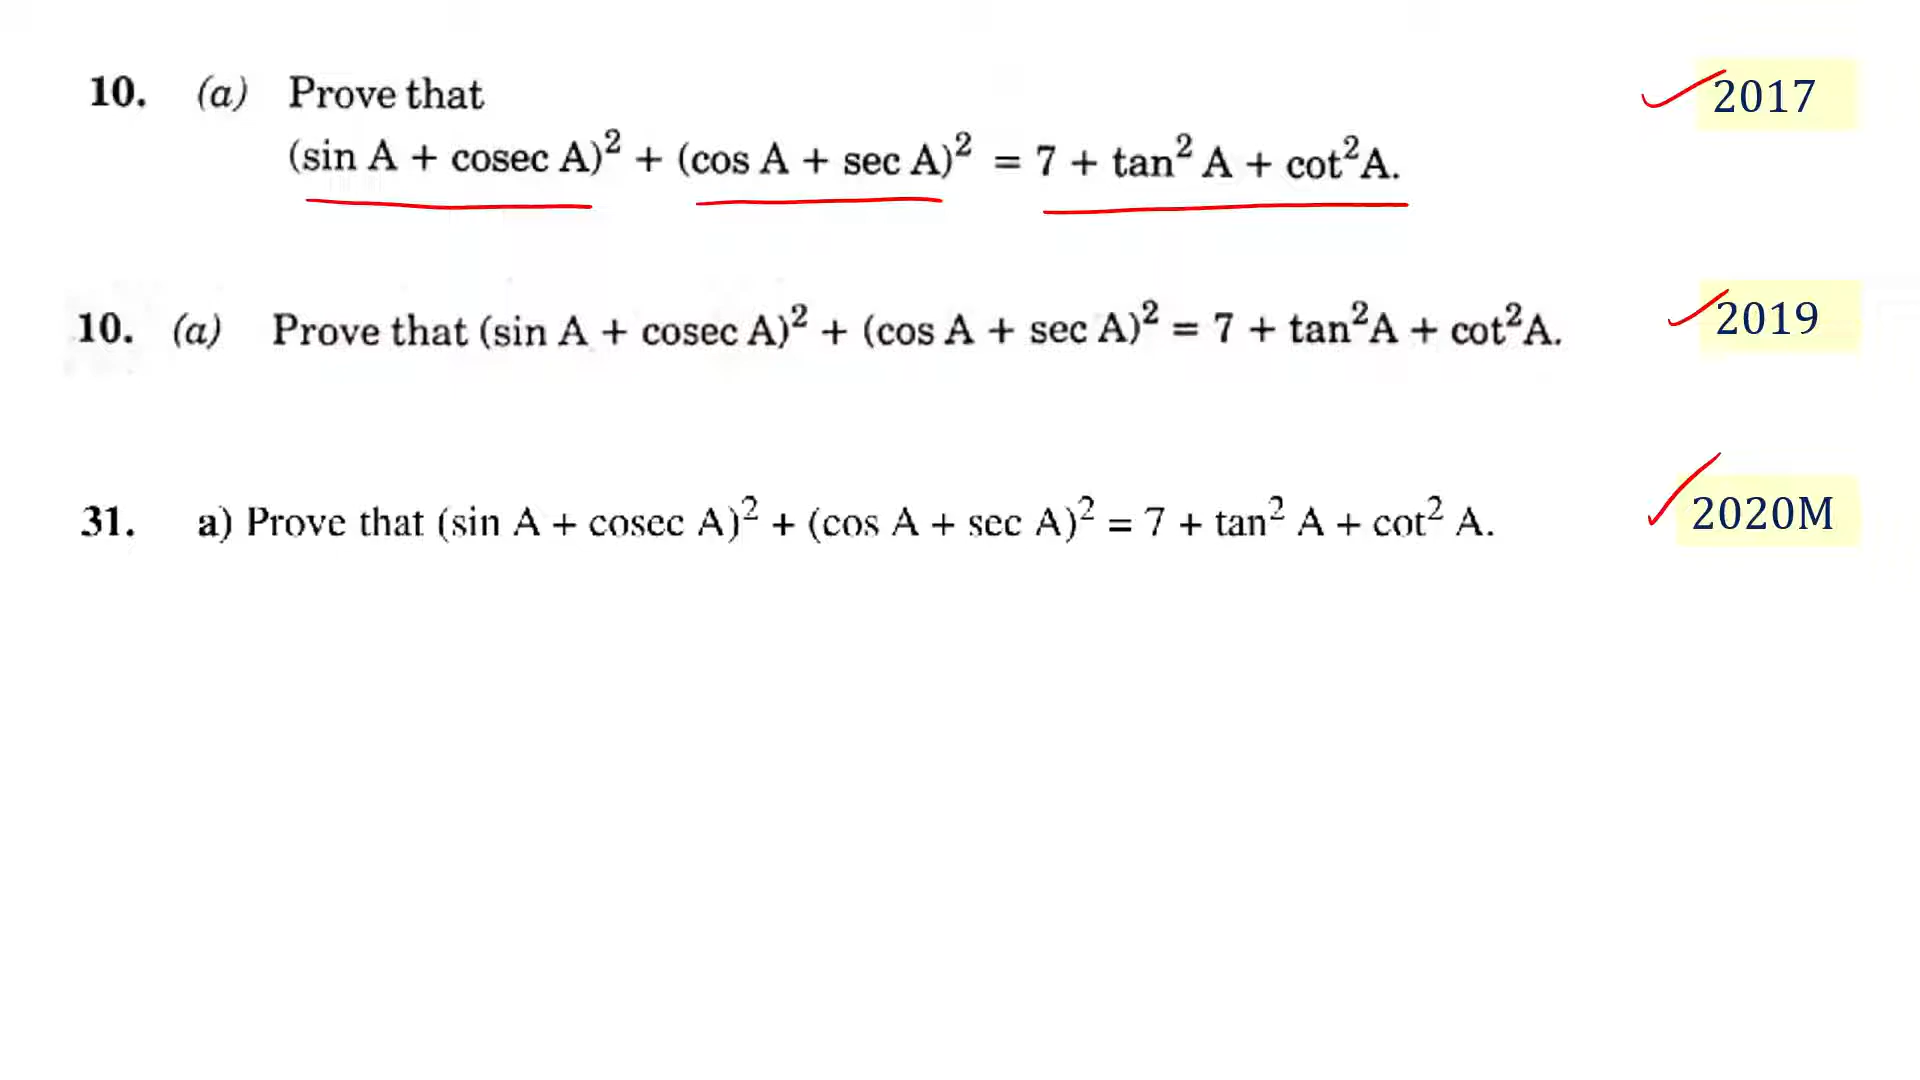 10. (a) Prove that 2017
(sin A + cosec A)² + (cos A + sec A)² = 7 + tan² A + cot²A.
10. (a) Prove that (sin A + cosec A)² + (cos A + sec A)² = 7 + tan²A + cot²A. 2019
31. a) Prove that (sin A + cosec A)² + (cos A + sec A)² = 7 + tan² A + cot² A. 2020M